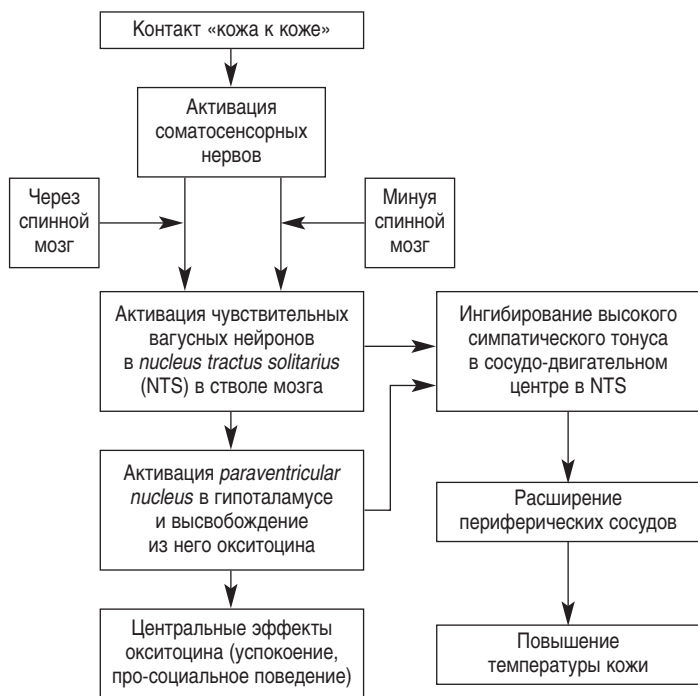 Контакт «кожа к коже»
Активация
соматосенсорных
нервов
Через
спинной
мозг
Минуя
спинной
мозг
Активация чувствительных
вагусных нейронов
в nucleus tractus solitarius
(NTS) в стволе мозга
Ингибирование высокого
симпатического тонуса
в сосудо-двигательном
центре в NTS
Активация paraventricular
nucleus в гипоталамусе
и высвобождение
из него окситоцина
Расширение
периферических сосудов
Центральные эффекты
окситоцина (успокоение,
про-социальное поведение)
Повышение
температуры кожи